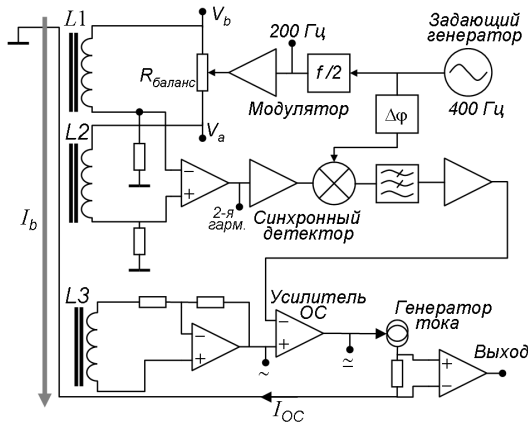 L1
V_b
200 Гц
f/2
Задающий генератор
R_баланс
Модулятор
400 Гц
Δφ
L2
V_a
−
+
2-я гарм.
Синхронный детектор
I_b
L3
−
+
~
Усилитель ОС
−
+
≃
Генератор тока
+
−
Выход
I_ОС